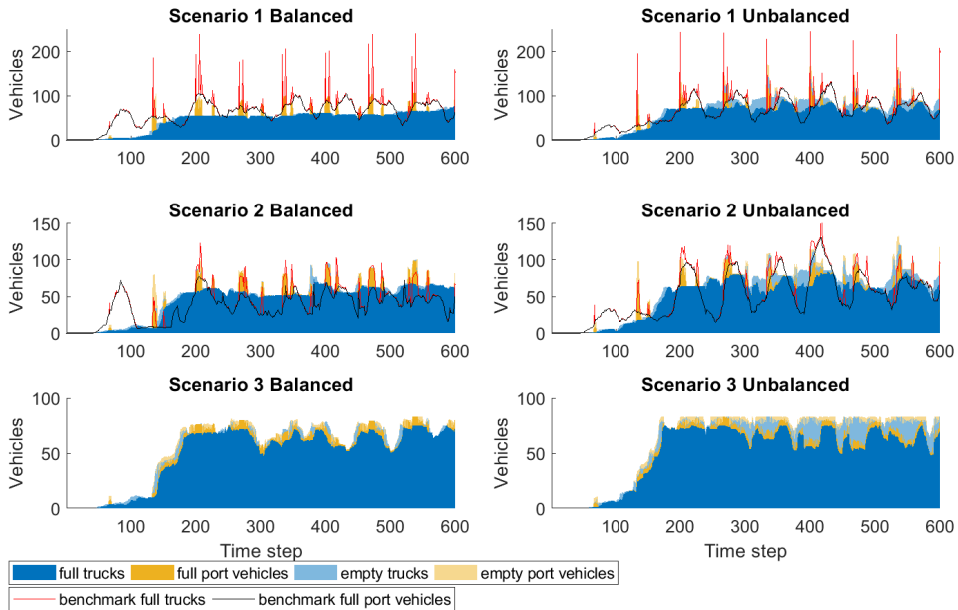 Scenario 1 Balanced
Scenario 1 Unbalanced
Vehicles
200
100
0
100 200 300 400 500 600
Vehicles
200
100
0
100 200 300 400 500 600
Scenario 2 Balanced
Scenario 2 Unbalanced
Vehicles
150
100
50
0
100 200 300 400 500 600
Vehicles
150
100
50
0
100 200 300 400 500 600
Scenario 3 Balanced
Scenario 3 Unbalanced
Vehicles
100
50
0
100 200 300 400 500 600
Time step
Vehicles
100
50
0
100 200 300 400 500 600
Time step
full trucks full port vehicles empty trucks empty port vehicles
benchmark full trucks benchmark full port vehicles